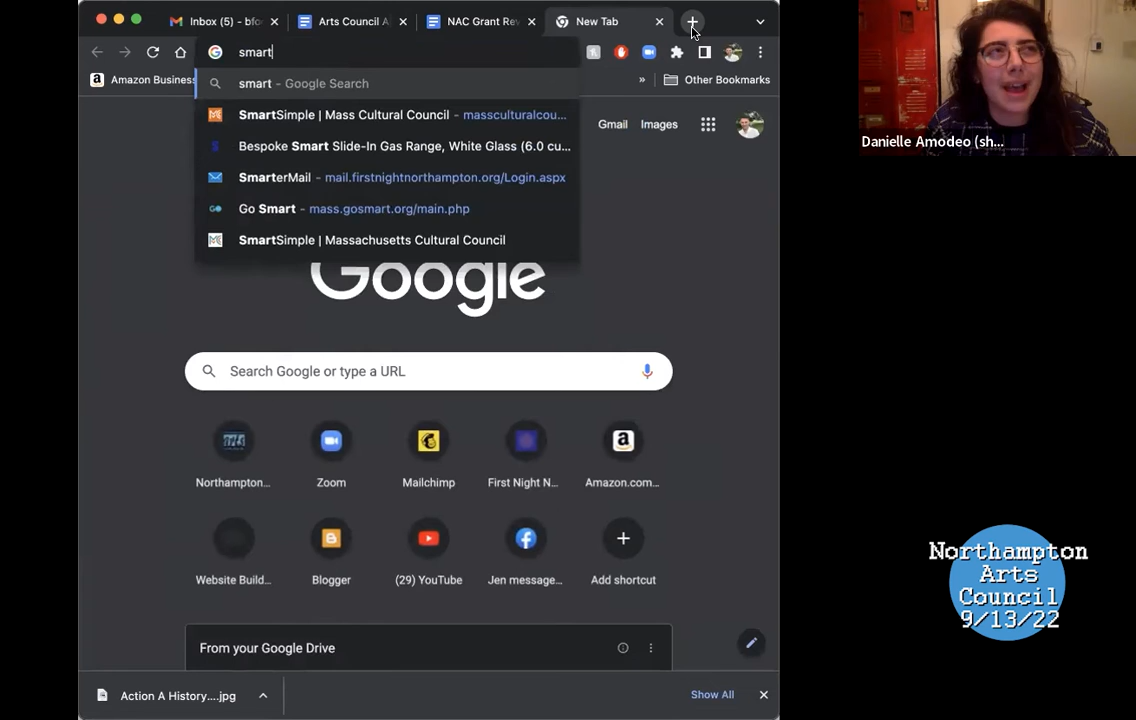 Inbox (5) - bfo
Arts Council A
NAC Grant Rev
New Tab
smart
Amazon Business
»
Other Bookmarks
smart - Google Search
SmartSimple | Mass Cultural Council - massculturalcou...
Bespoke Smart Slide-In Gas Range, White Glass (6.0 cu...
SmarterMail - mail.firstnightnorthampton.org/Login.aspx
Go Smart - mass.gosmart.org/main.php
SmartSimple | Massachusetts Cultural Council
Gmail
Images
Google
Search Google or type a URL
Northampton...
Zoom
Mailchimp
First Night N...
Amazon.com...
Website Build...
Blogger
(29) YouTube
Jen message...
Add shortcut
From your Google Drive
Action A History....jpg
Show All
Danielle Amodeo (sh...
Northampton
Arts
Council
9/13/22